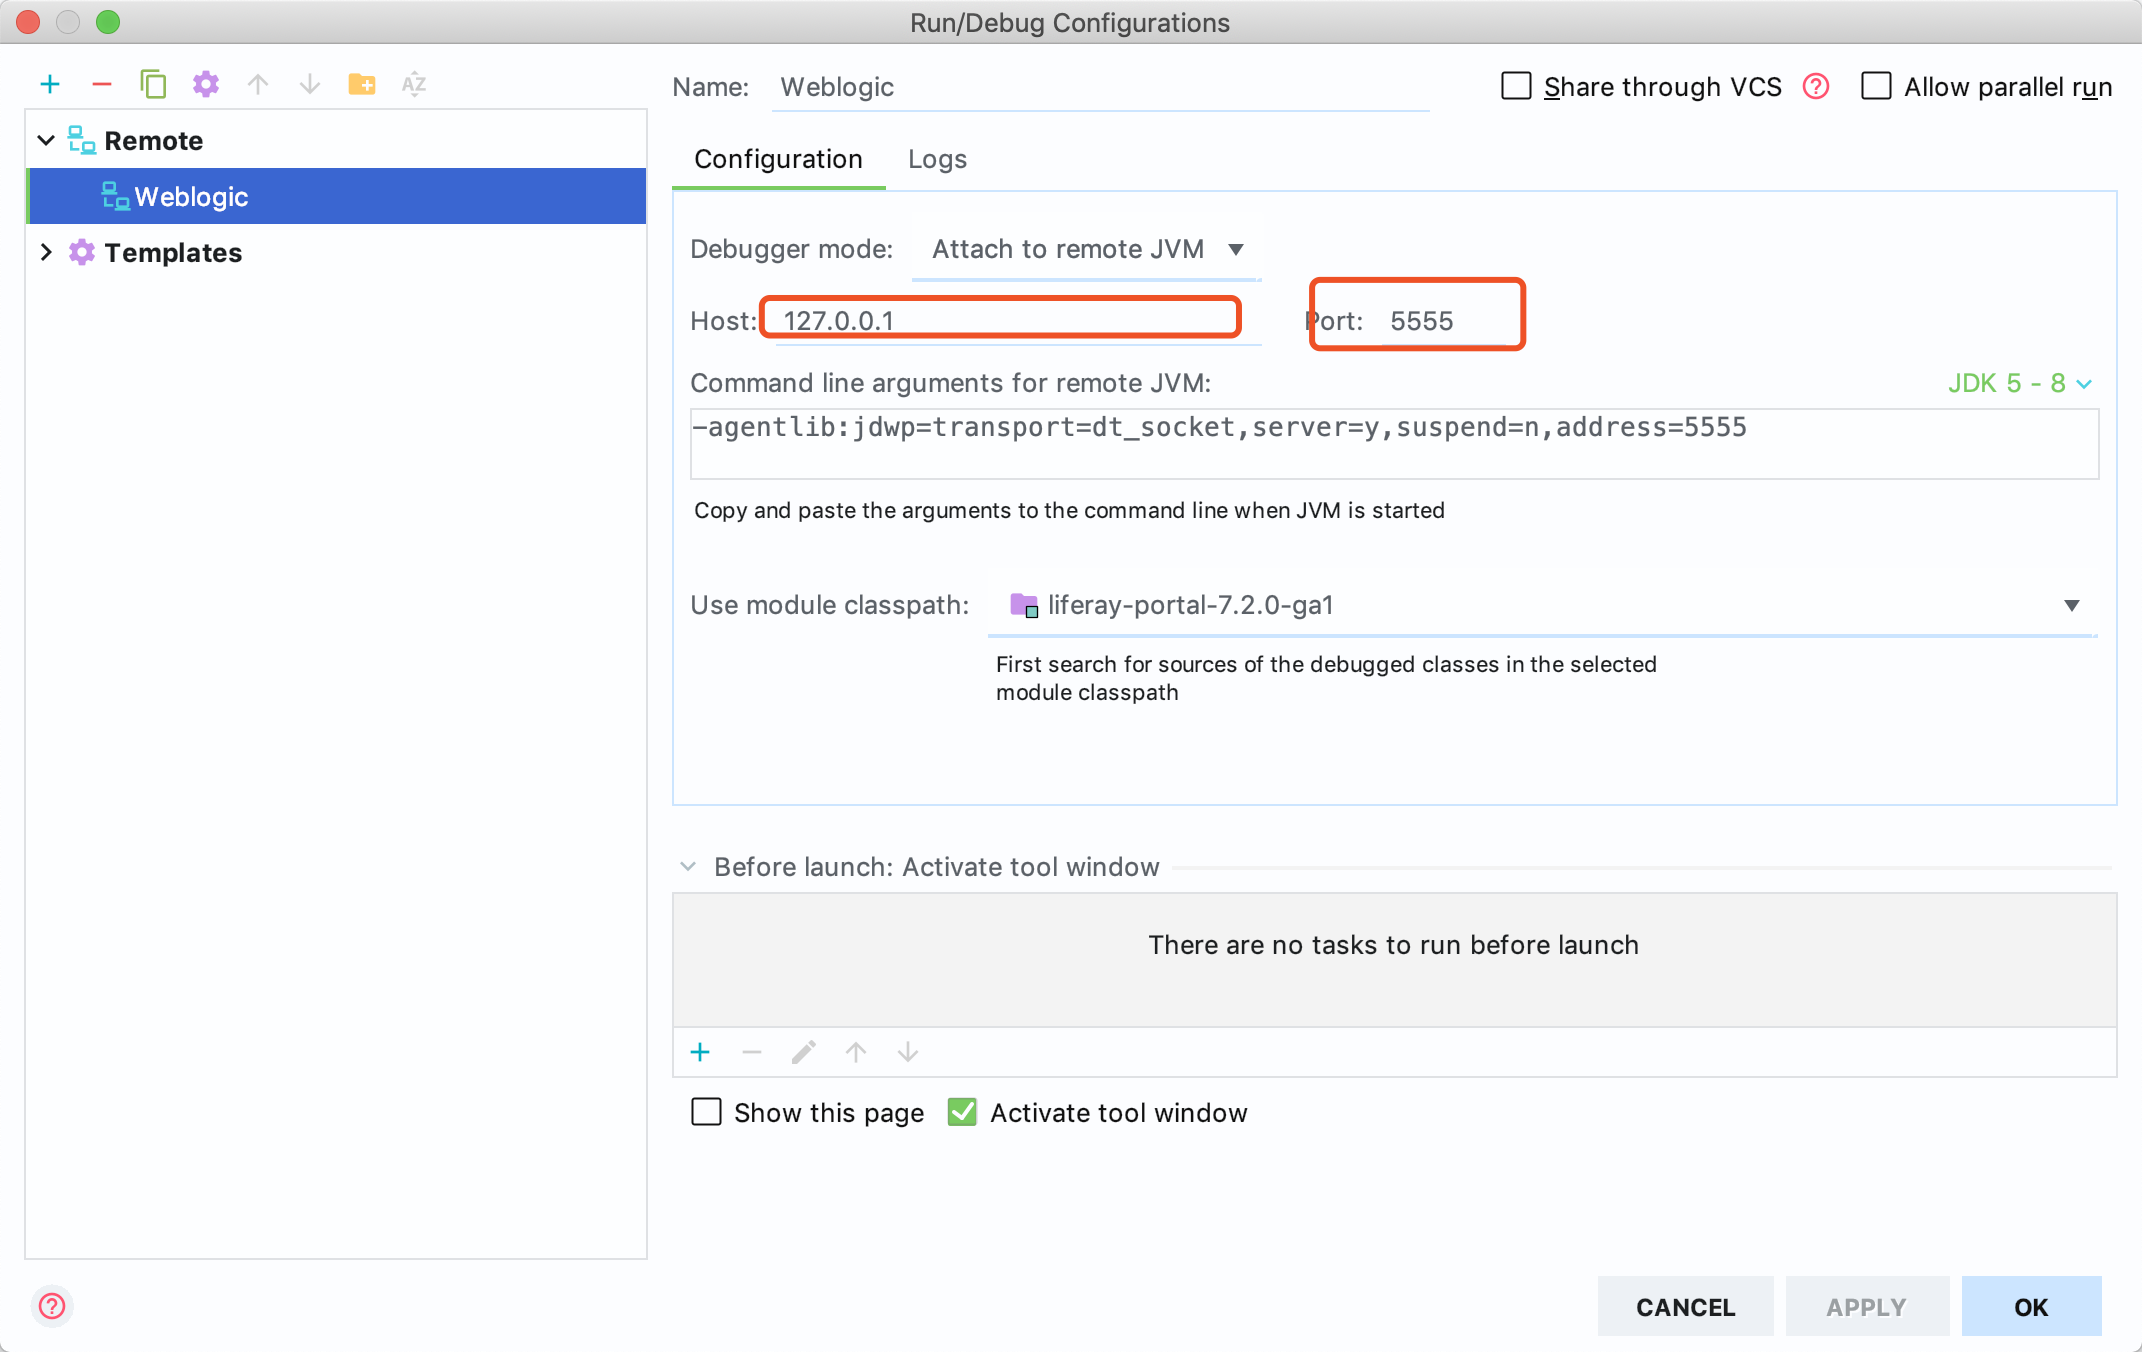 Run/Debug Configurations
Name: Weblogic
Share through VCS
Allow parallel run
Remote
Weblogic
Templates
Configuration
Logs
Debugger mode: Attach to remote JVM
Host: 127.0.0.1
Port: 5555
Command line arguments for remote JVM:
JDK 5 - 8
-agentlib:jdwp=transport=dt_socket,server=y,suspend=n,address=5555
Copy and paste the arguments to the command line when JVM is started
Use module classpath: liferay-portal-7.2.0-ga1
First search for sources of the debugged classes in the selected
module classpath
Before launch: Activate tool window
There are no tasks to run before launch
Show this page
Activate tool window
CANCEL
APPLY
OK